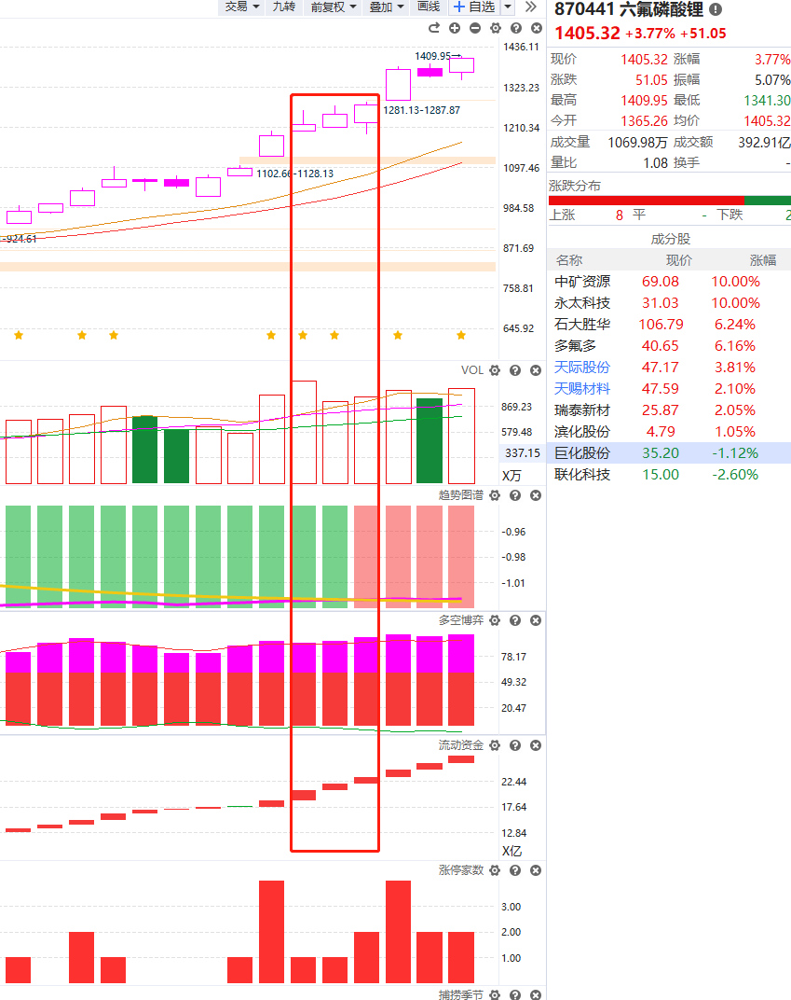 交易 九转 前复权 叠加 画线 自选
870441 六氟磷酸锂
1405.32 +3.77% +51.05
现价 1405.32 涨幅 3.77%
涨跌 51.05 振幅 5.07%
最高 1409.95 最低 1341.30
今开 1365.26 均价 1405.32
成交量 1069.98万 成交额 392.91亿
量比 1.08 换手 -
涨跌分布
上涨 8 平 - 下跌 2
成分股
名称 现价 涨幅
中矿资源 69.08 10.00%
永太科技 31.03 10.00%
石大胜华 106.79 6.24%
多氟多 40.65 6.16%
天际股份 47.17 3.81%
天赐材料 47.59 2.10%
瑞泰新材 25.87 2.05%
滨化股份 4.79 1.05%
巨化股份 35.20 -1.12%
联化科技 15.00 -2.60%
1436.11
1409.95
1323.23
1281.13-1287.87
1210.34
1097.46
1102.66-1128.13
984.58
-924.61
871.69
758.81
645.92
VOL
869.23
579.48
337.15
X万
趋势图谱
-0.96
-0.98
-1.01
多空博弈
78.17
49.32
20.47
流动资金
22.44
17.64
12.84
X亿
涨停家数
3.00
2.00
1.00
捕捞季节